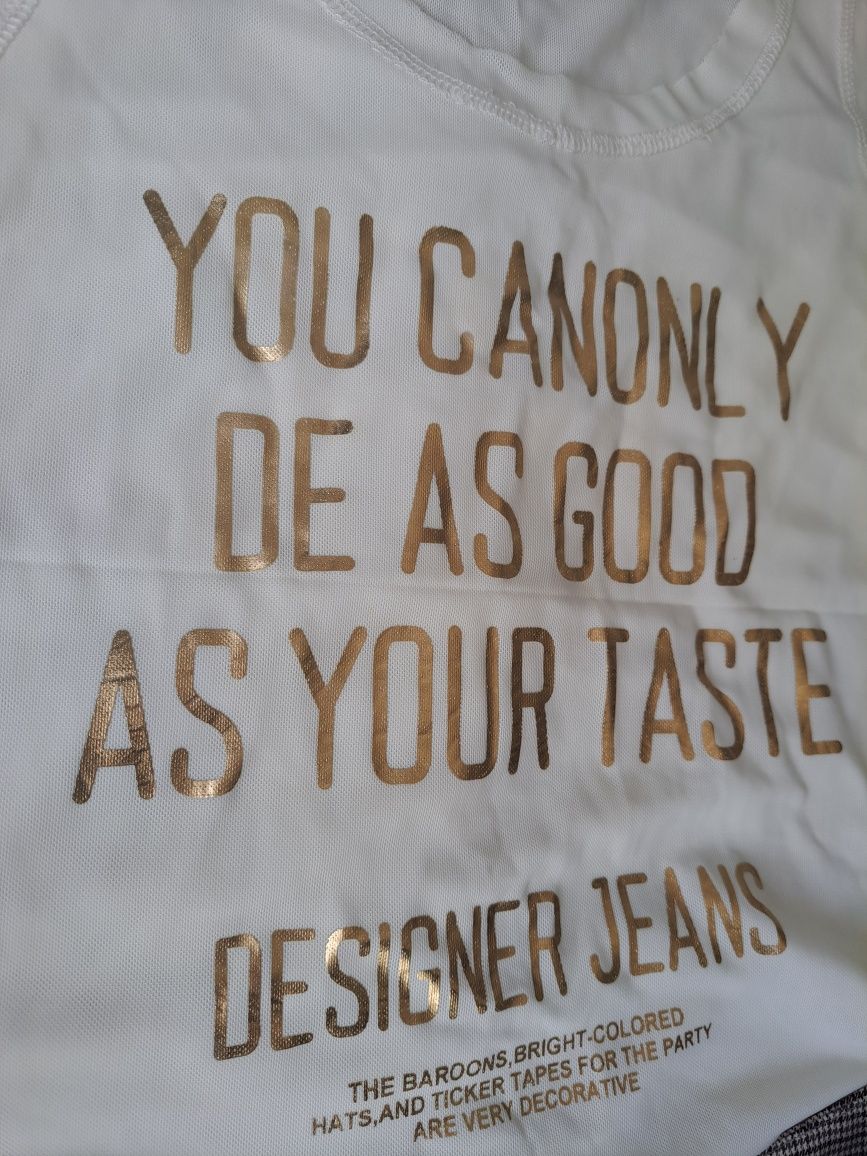 YOU CANONLY
DE AS GOOD
AS YOUR TASTE
DESIGNER JEANS
THE BAROONS,BRIGHT-COLORED
HATS,AND TICKER TAPES FOR THE PARTY
ARE VERY DECORATIVE